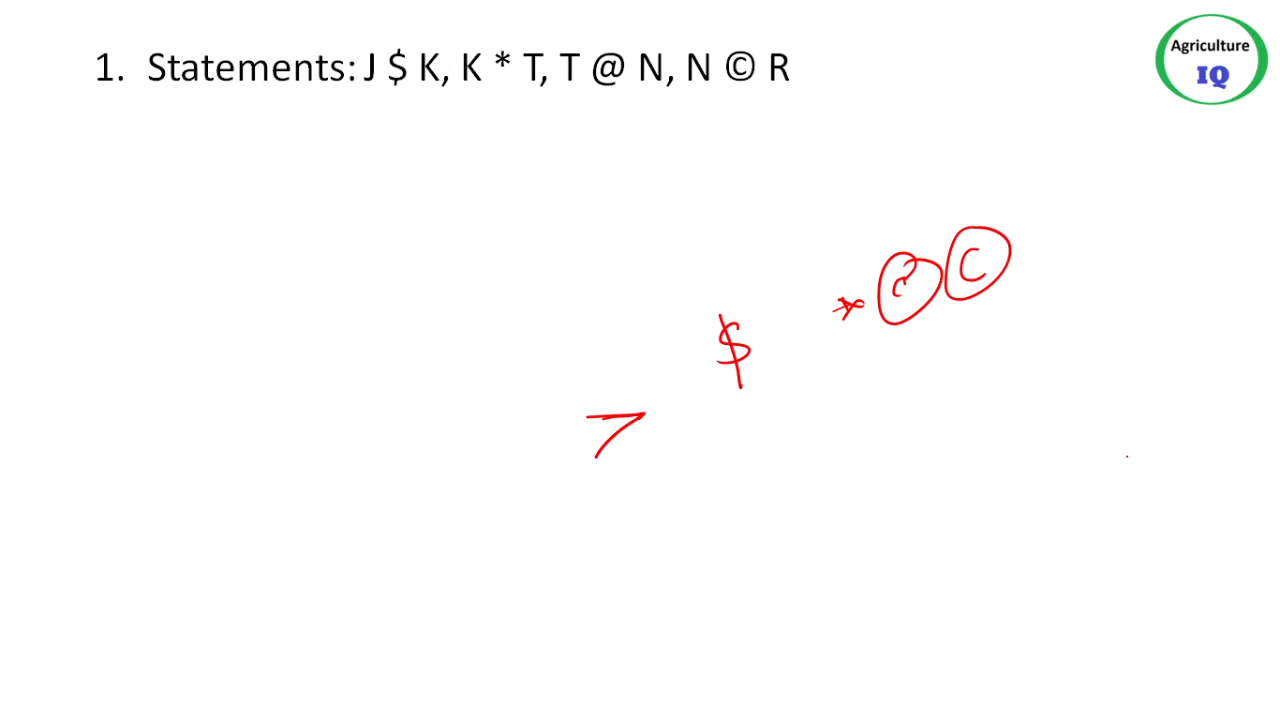 1. Statements: J $ K, K * T, T @ N, N © R
Agriculture
IQ
* @ ©
$